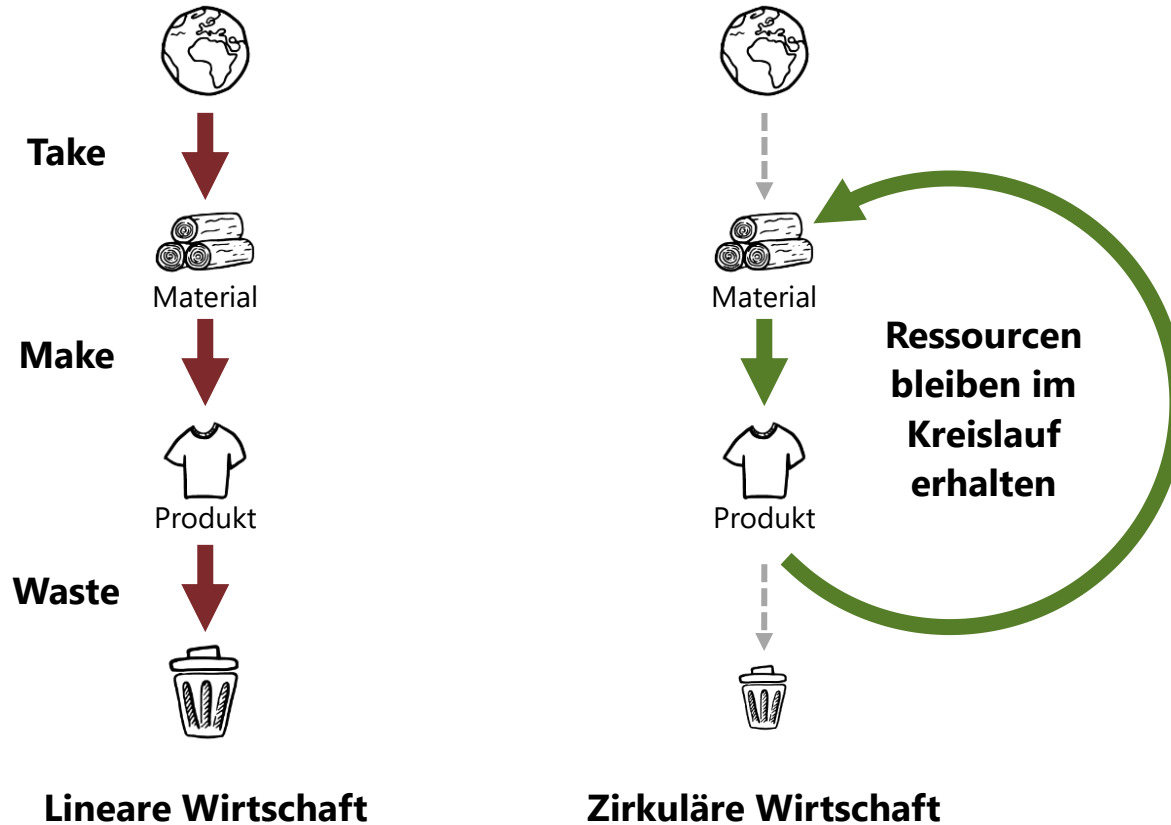 Take
Material
Make
Produkt
Waste
Lineare Wirtschaft
Material
Ressourcen
bleiben im
Kreislauf
erhalten
Produkt
Zirkuläre Wirtschaft